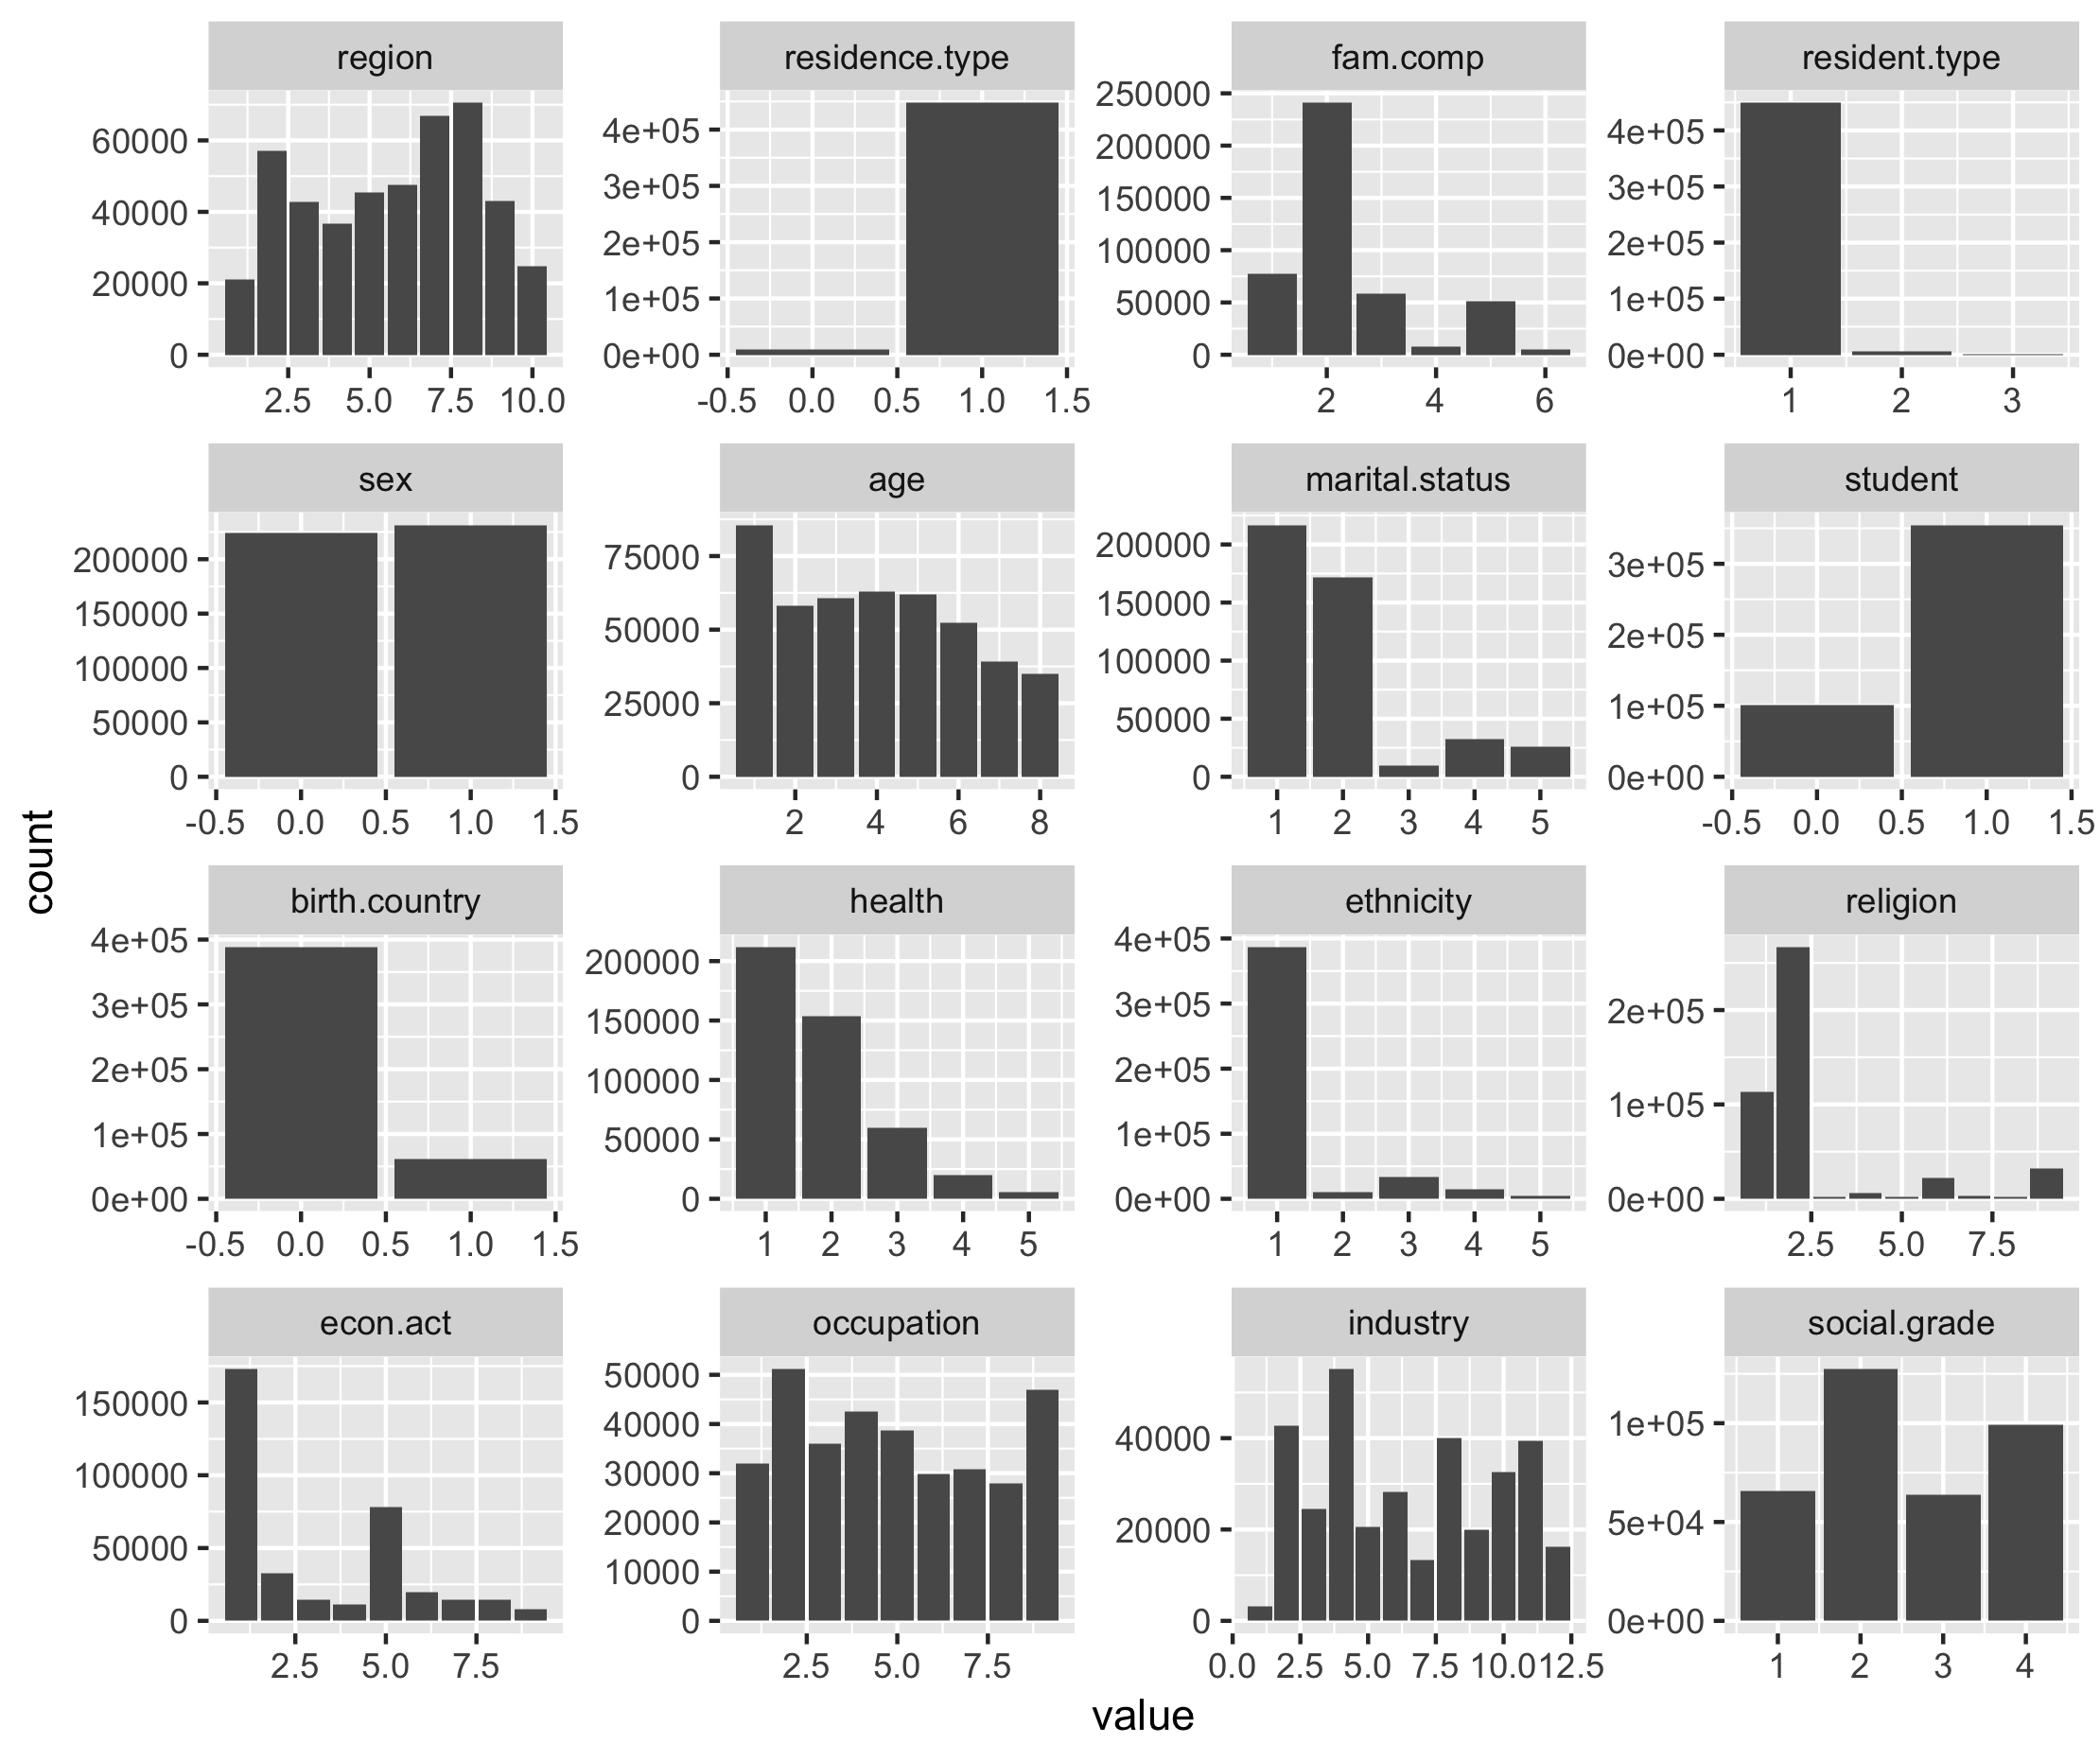 region
60000
40000
20000
0
2.5 5.0 7.5 10.0
residence.type
4e+05
3e+05
2e+05
1e+05
0e+00
-0.5 0.0 0.5 1.0 1.5
fam.comp
250000
200000
150000
100000
50000
0
2 4 6
resident.type
4e+05
3e+05
2e+05
1e+05
0e+00
1 2 3
sex
200000
150000
100000
50000
0
-0.5 0.0 0.5 1.0 1.5
age
75000
50000
25000
0
2 4 6 8
marital.status
200000
150000
100000
50000
0
1 2 3 4 5
student
3e+05
2e+05
1e+05
0e+00
-0.5 0.0 0.5 1.0 1.5
count
birth.country
4e+05
3e+05
2e+05
1e+05
0e+00
-0.5 0.0 0.5 1.0 1.5
health
200000
150000
100000
50000
0
1 2 3 4 5
ethnicity
4e+05
3e+05
2e+05
1e+05
0e+00
1 2 3 4 5
religion
2e+05
1e+05
0e+00
2.5 5.0 7.5
econ.act
150000
100000
50000
0
2.5 5.0 7.5
occupation
50000
40000
30000
20000
10000
0
2.5 5.0 7.5
industry
40000
20000
0
0.0 2.5 5.0 7.5 10.0 12.5
social.grade
1e+05
5e+04
0e+00
1 2 3 4
value